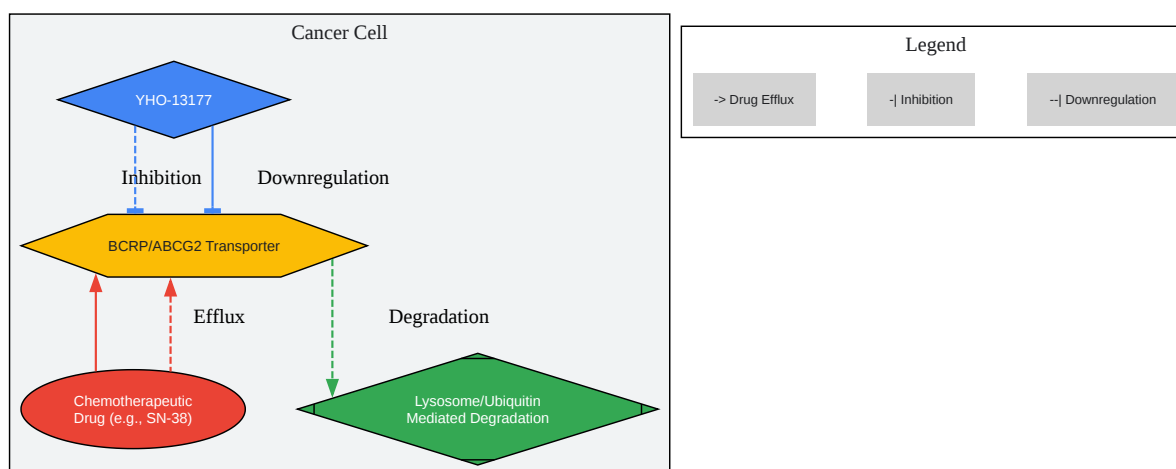 Cancer Cell
YHO-13177
Inhibition
Downregulation
BCRP/ABCG2 Transporter
Efflux
Degradation
Chemotherapeutic
Drug (e.g., SN-38)
Lysosome/Ubiquitin
Mediated Degradation
Legend
-> Drug Efflux
-| Inhibition
--| Downregulation